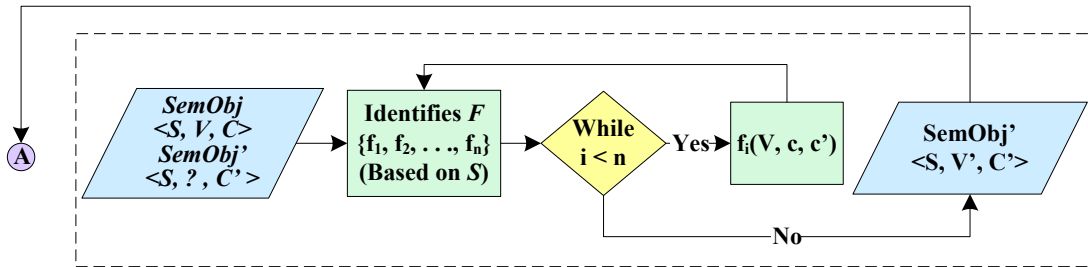 A
SemObj
<S, V, C>
SemObj’
<S, ? , C’ >
Identifies F
{f₁, f₂, . . ., fₙ}
(Based on S)
While
i < n
Yes
fᵢ(V, c, c’)
No
SemObj’
<S, V’, C’>